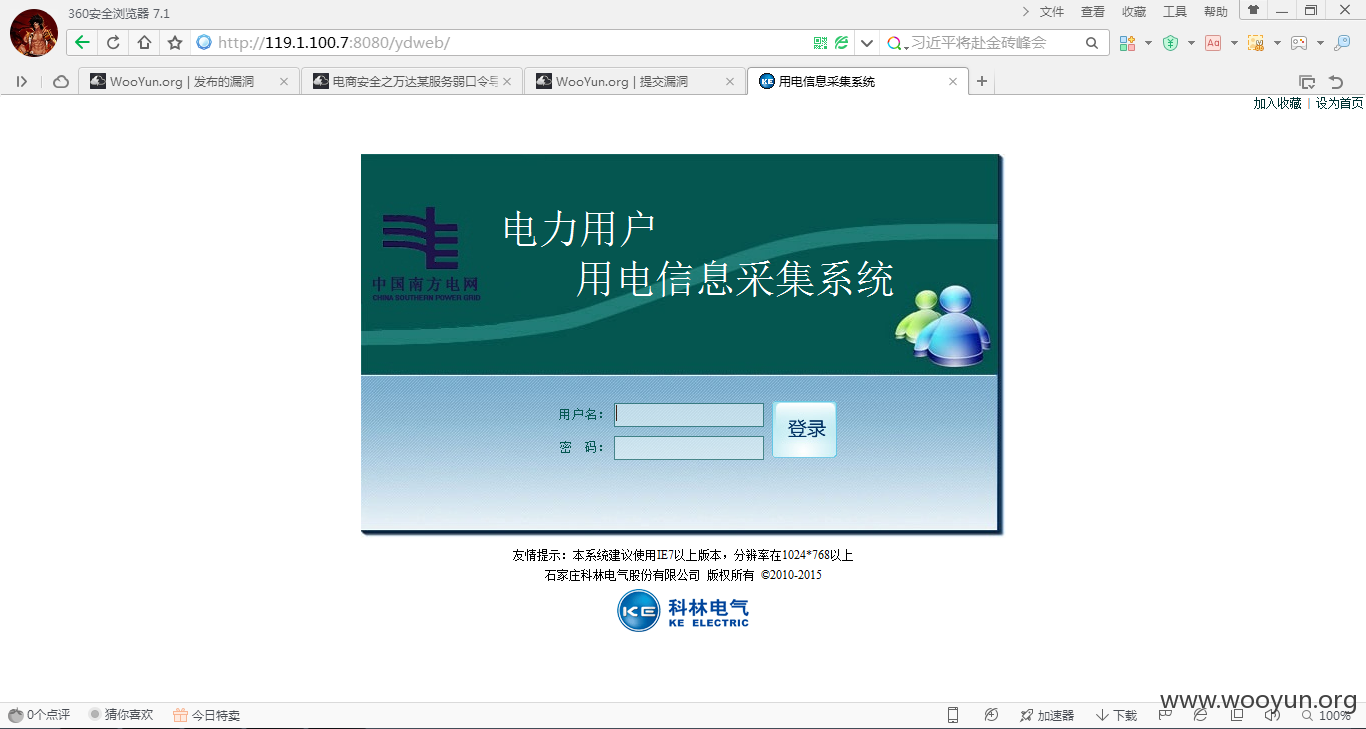 360安全浏览器 7.1
文件 查看 收藏 工具 帮助
http://119.1.100.7:8080/ydweb/
习近平将赴金砖峰会
WooYun.org | 发布的漏洞
电商安全之万达某服务弱口令导
WooYun.org | 提交漏洞
用电信息采集系统
加入收藏 | 设为首页
中国南方电网
CHINA SOUTHERN POWER GRID
电力用户
用电信息采集系统
用户名：
密 码：
登录
友情提示：本系统建议使用IE7以上版本，分辨率在1024*768以上
石家庄科林电气股份有限公司 版权所有 ©2010-2015
KE 科林电气
KE ELECTRIC
www.wooyun.org
0个点评 猜你喜欢 今日特卖 加速器 下载 100%